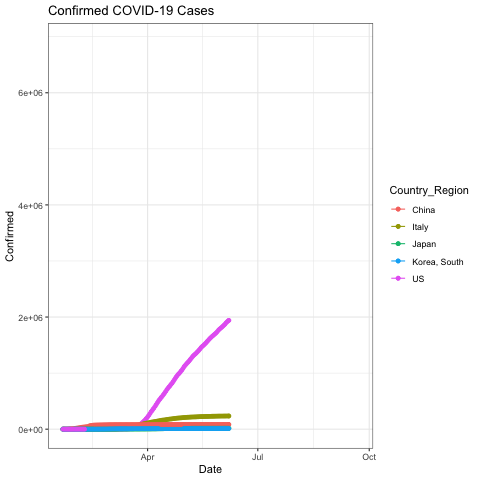 Confirmed COVID-19 Cases
6e+06
4e+06
2e+06
0e+00
Confirmed
Apr
Jul
Oct
Date
Country_Region
China
Italy
Japan
Korea, South
US